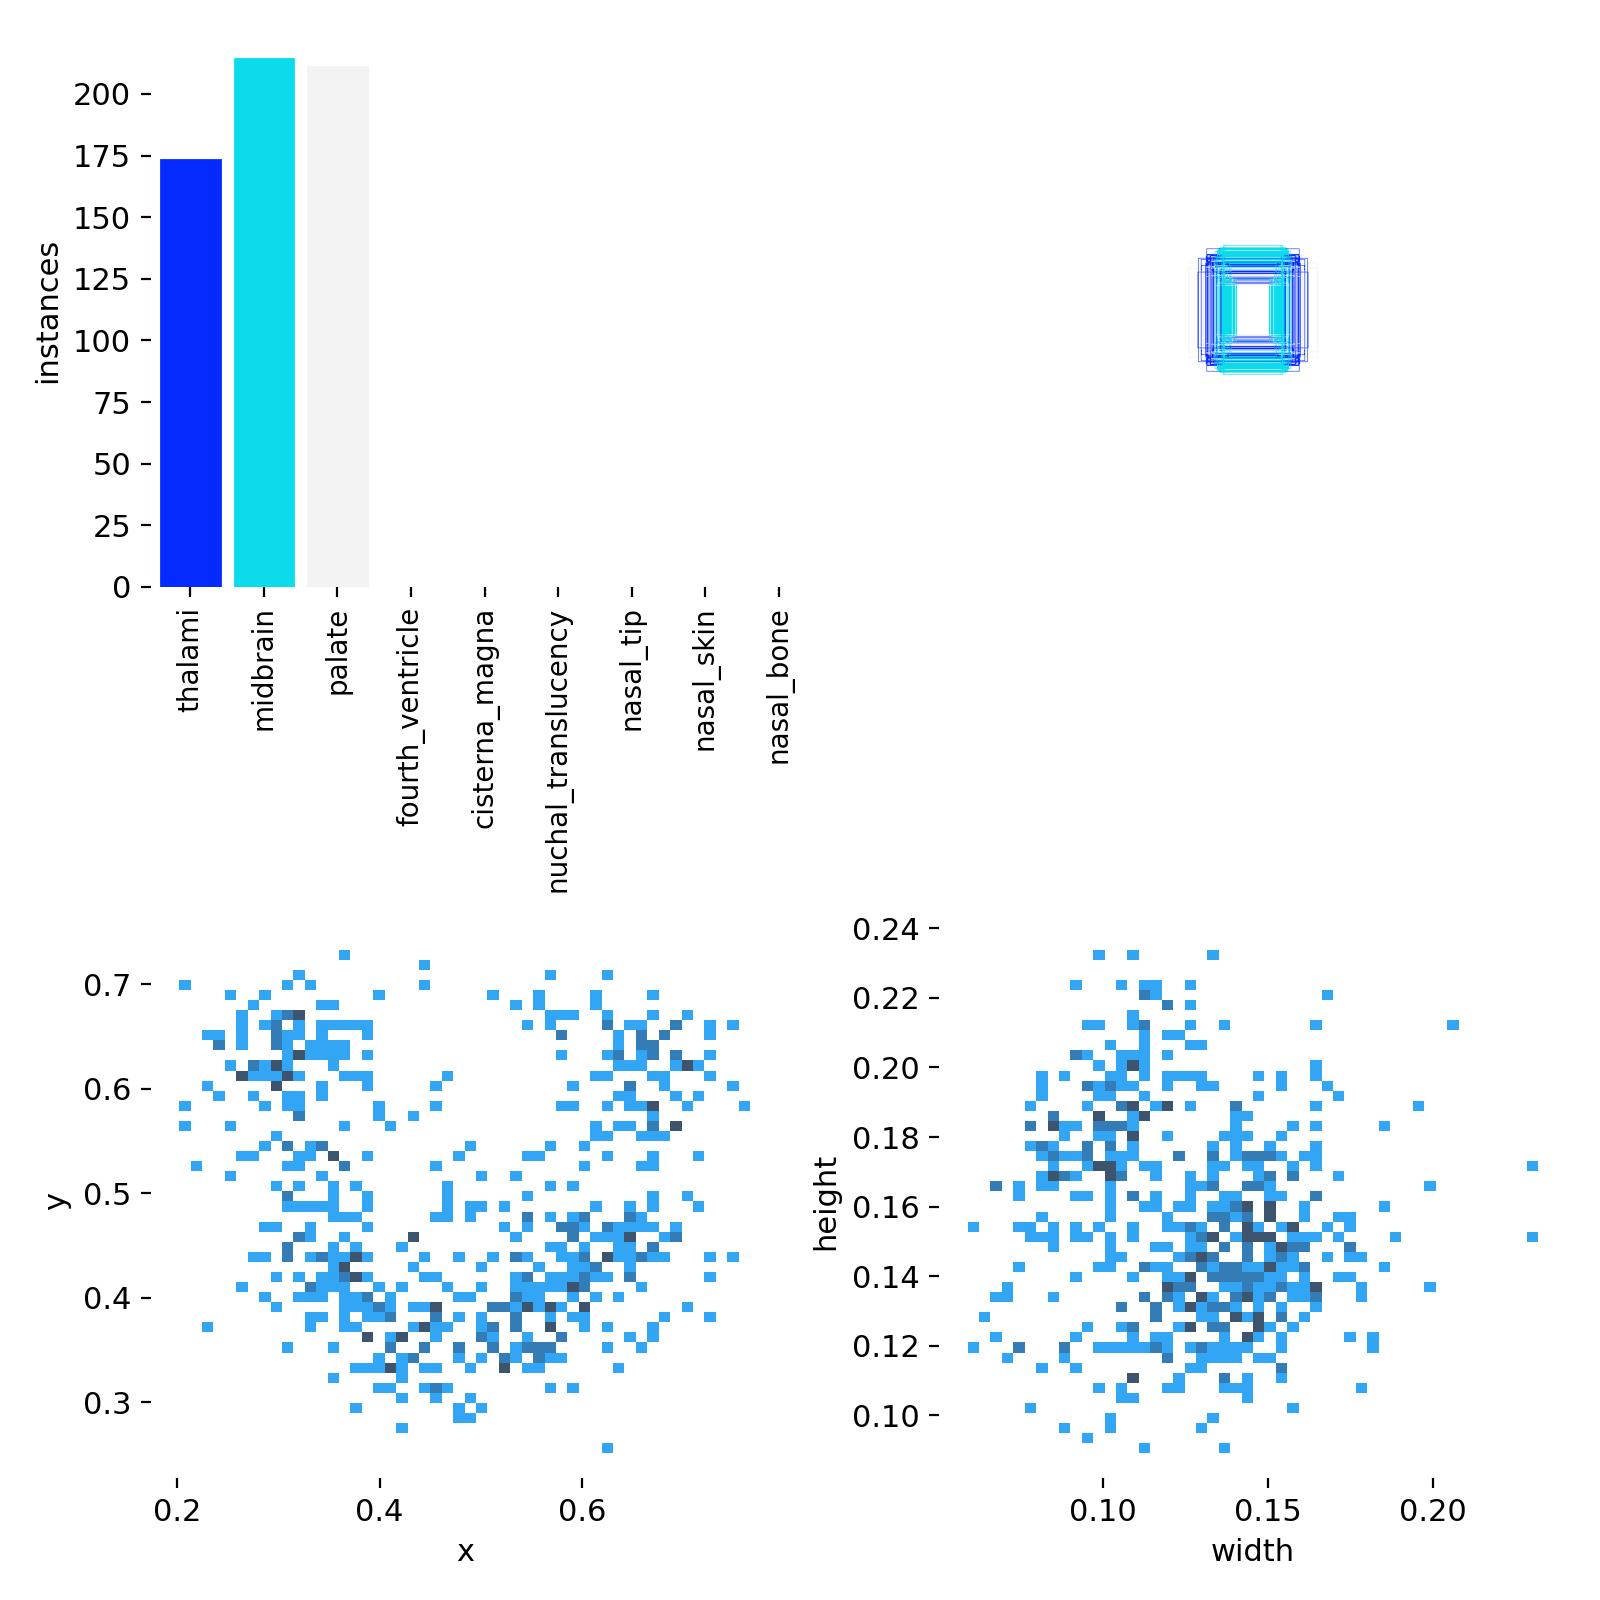 200
175
150
125
100
75
50
25
0
instances
thalami
midbrain
palate
fourth_ventricle
cisterna_magna
nuchal_translucency
nasal_tip
nasal_skin
nasal_bone
0.7
0.6
0.5
0.4
0.3
y
0.2 0.4 0.6
x
0.24
0.22
0.20
0.18
0.16
0.14
0.12
0.10
height
0.10 0.15 0.20
width